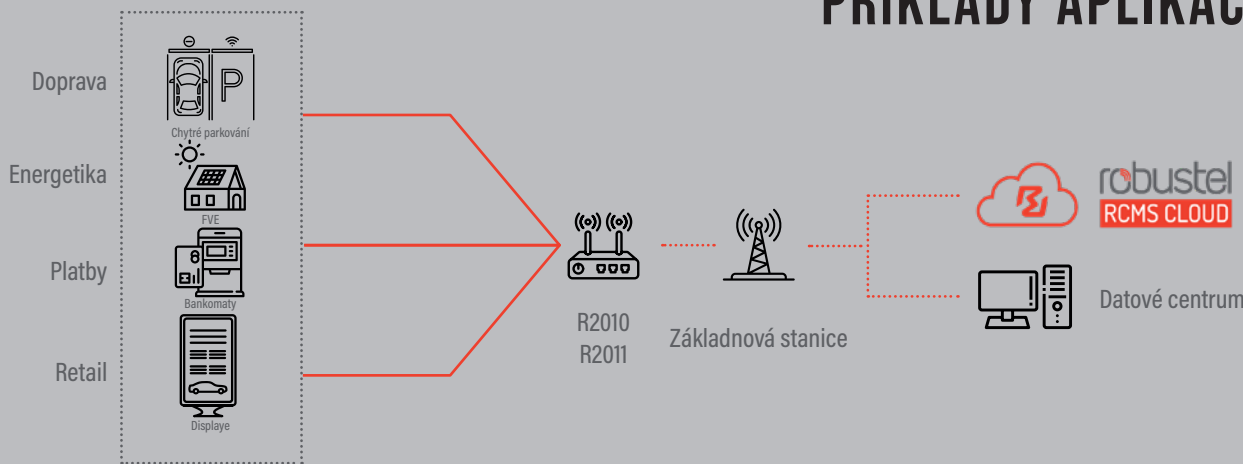 PŘÍKLADY APLIKAC
Doprava
P
Chytré parkování
Energetika
FVE
Platby
Bankomaty
Retail
Displaye
R2010
R2011
Základnová stanice
robustel
RCMS CLOUD
Datové centrum